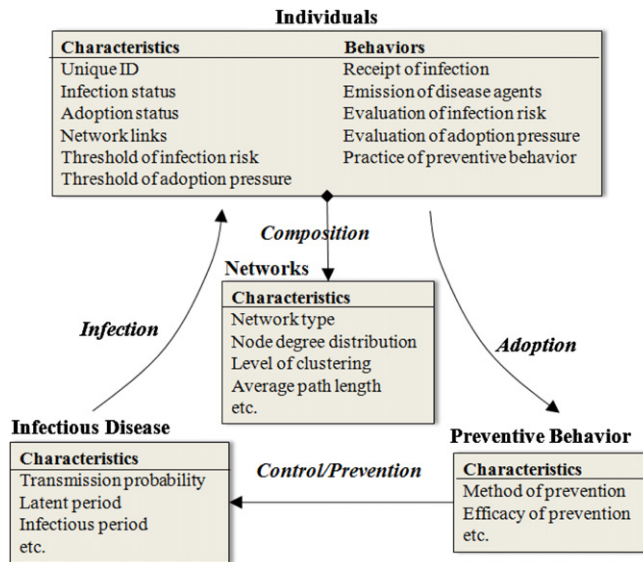 Individuals
Characteristics
Unique ID
Infection status
Adoption status
Network links
Threshold of infection risk
Threshold of adoption pressure
Behaviors
Receipt of infection
Emission of disease agents
Evaluation of infection risk
Evaluation of adoption pressure
Practice of preventive behavior
Composition
Networks
Characteristics
Network type
Node degree distribution
Level of clustering
Average path length
etc.
Infection
Adoption
Infectious Disease
Characteristics
Transmission probability
Latent period
Infectious period
etc.
Control/Prevention
Preventive Behavior
Characteristics
Method of prevention
Efficacy of prevention
etc.